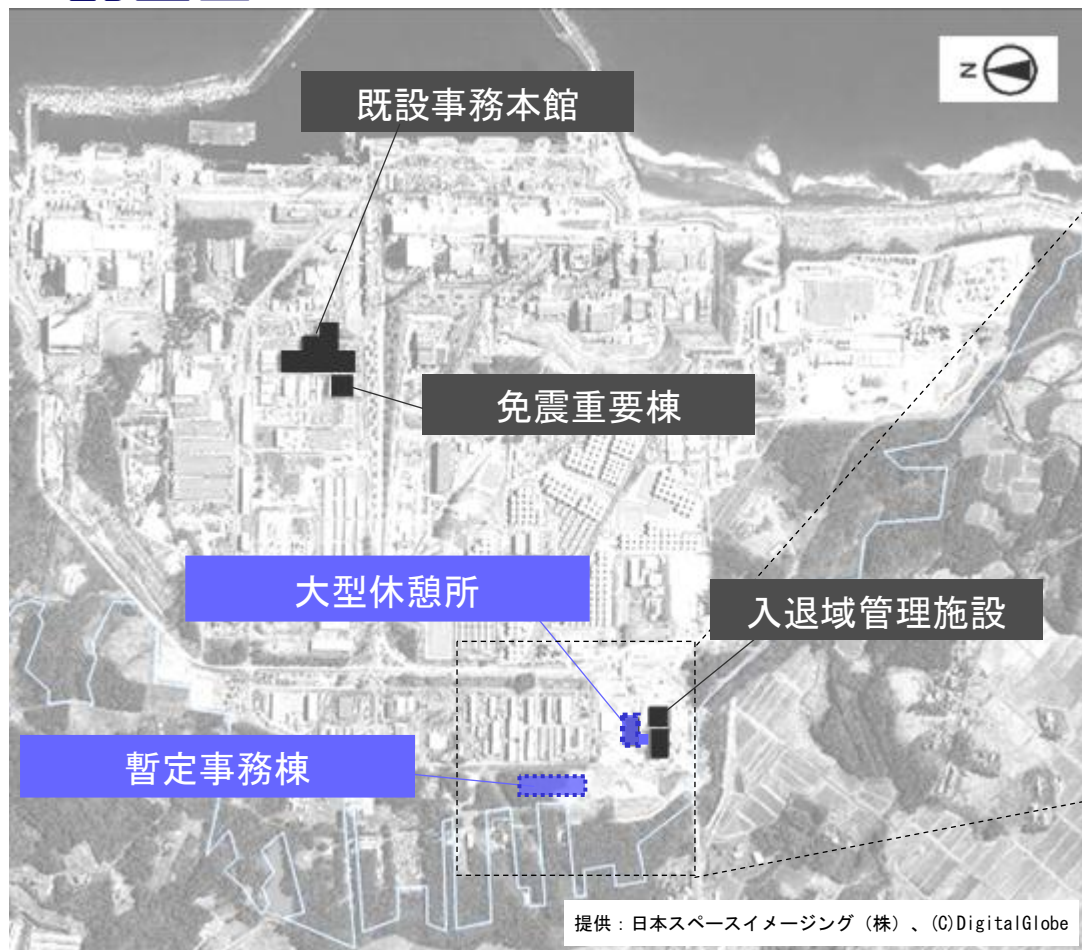 N
既設事務本館
免震重要棟
大型休憩所
入退域管理施設
暫定事務棟
提供：日本スペースイメージング（株）、(C)DigitalGlobe